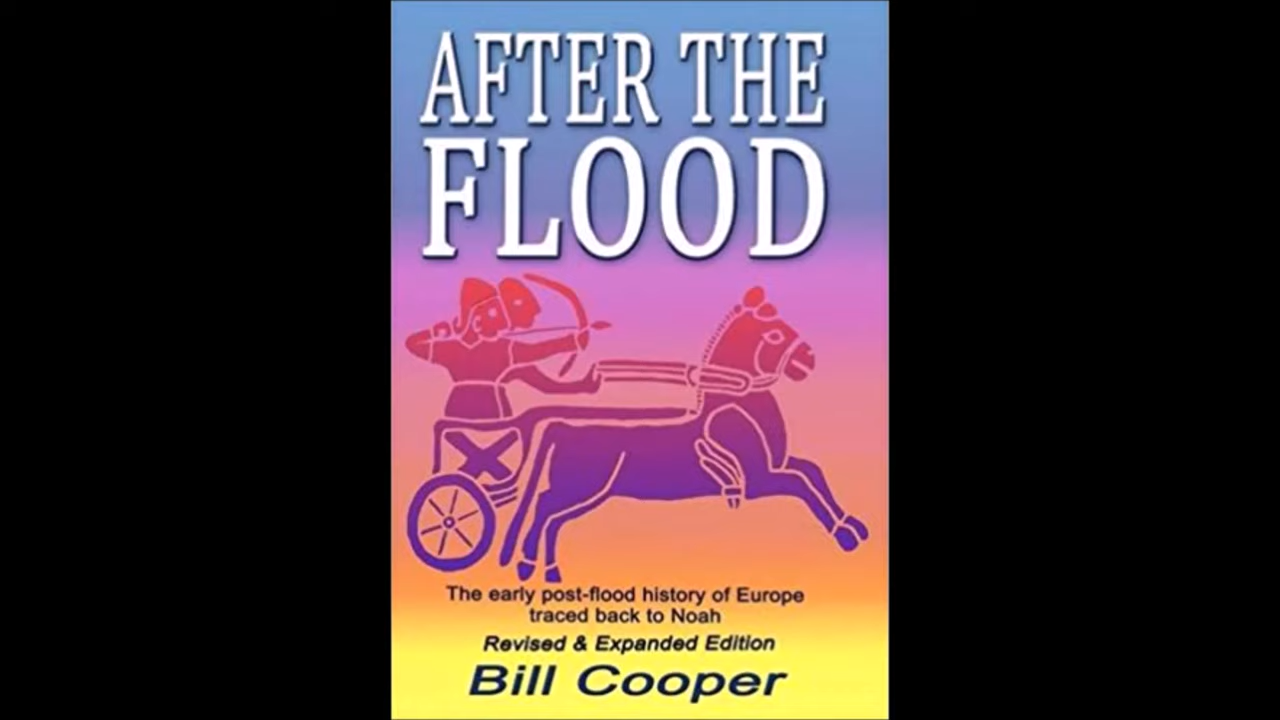 AFTER THE
FLOOD
The early post-flood history of Europe
traced back to Noah
Revised & Expanded Edition
Bill Cooper